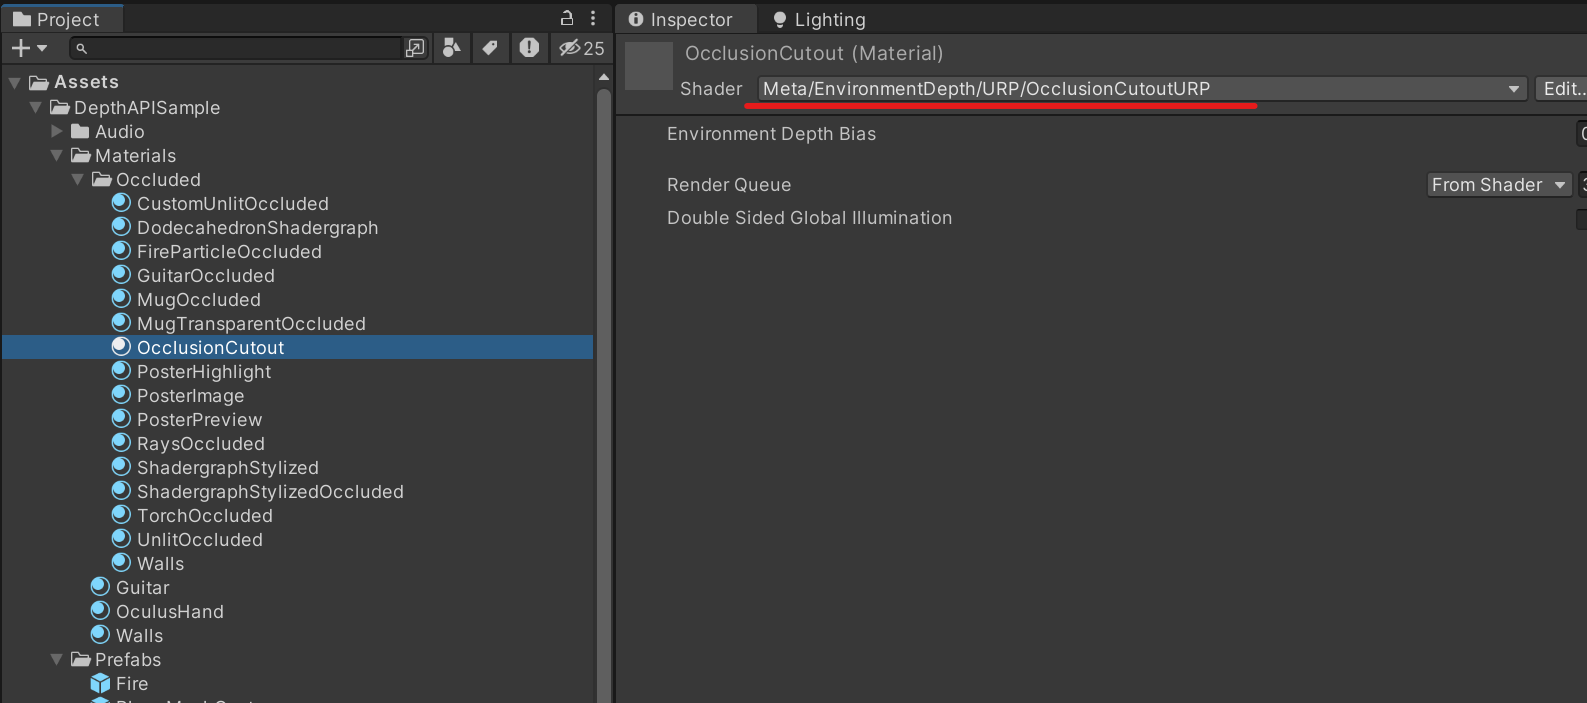 Project
25
Assets
DepthAPISample
Audio
Materials
Occluded
CustomUnlitOccluded
DodecahedronShadergraph
FireParticleOccluded
GuitarOccluded
MugOccluded
MugTransparentOccluded
OcclusionCutout
PosterHighlight
PosterImage
PosterPreview
RaysOccluded
ShadergraphStylized
ShadergraphStylizedOccluded
TorchOccluded
UnlitOccluded
Walls
Guitar
OculusHand
Walls
Prefabs
Fire
Inspector Lighting
OcclusionCutout (Material)
Shader Meta/EnvironmentDepth/URP/OcclusionCutoutURP Edit..
Environment Depth Bias
Render Queue From Shader
Double Sided Global Illumination